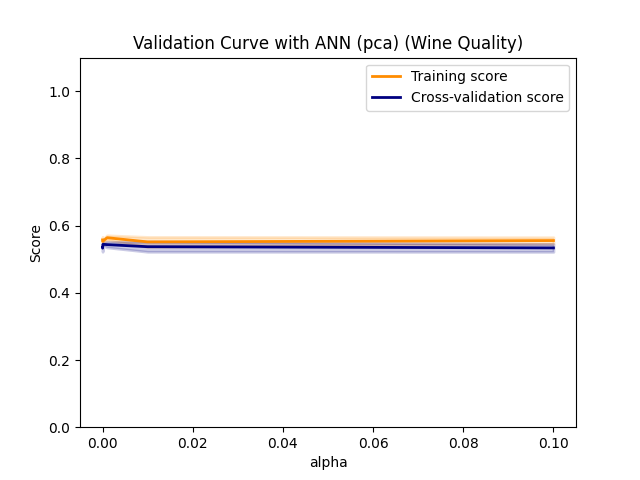 Validation Curve with ANN (pca) (Wine Quality)
Training score
Cross-validation score
1.0
0.8
0.6
0.4
0.2
0.0
Score
0.00 0.02 0.04 0.06 0.08 0.10
alpha